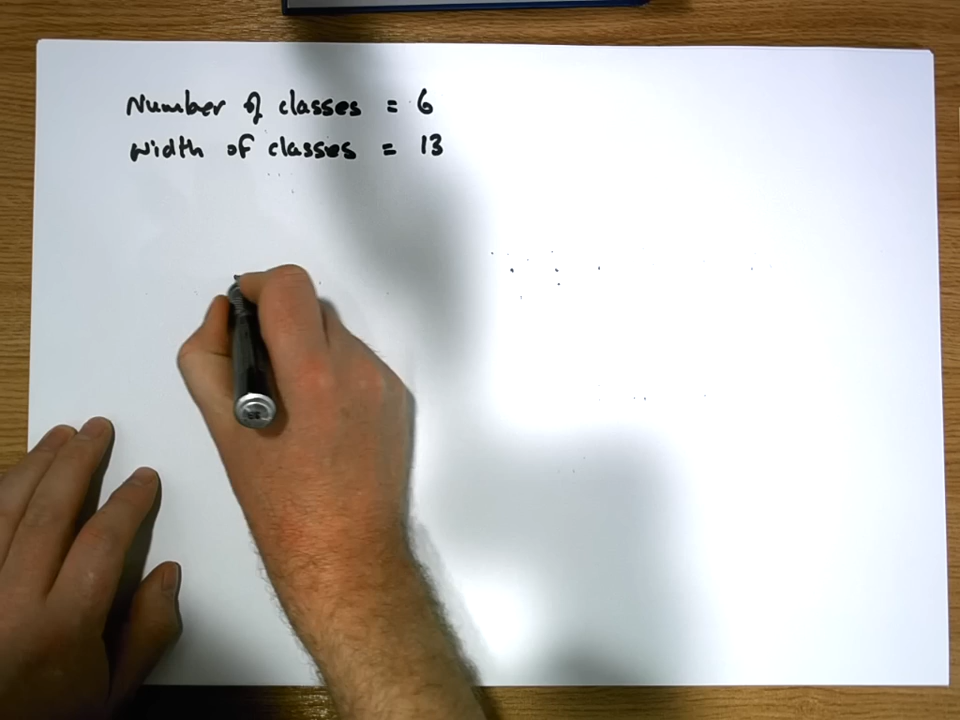 Number of classes = 6
Width of classes = 13